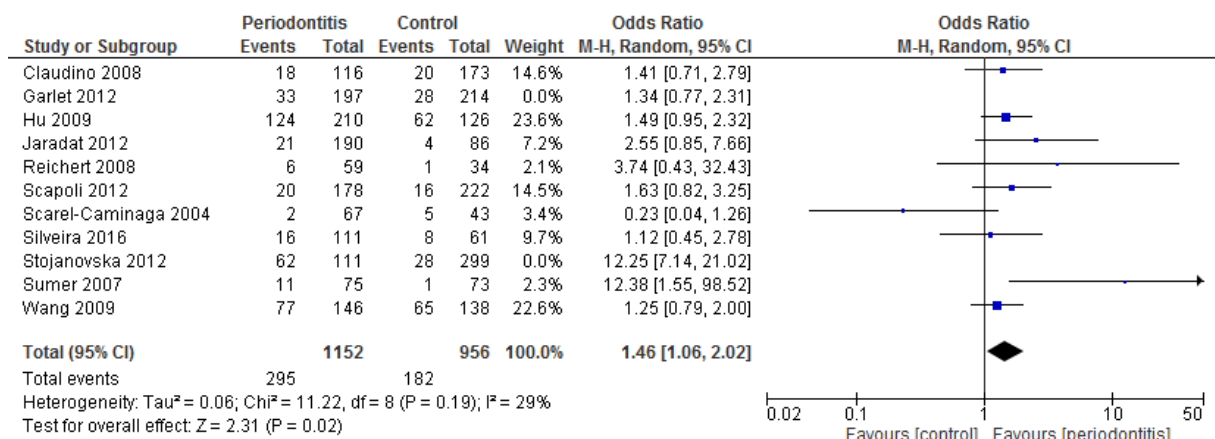 Periodontitis Control Odds Ratio Odds Ratio
Study or Subgroup Events Total Events Total Weight M-H, Random, 95% CI M-H, Random, 95% CI
Claudino 2008 18 116 20 173 14.6% 1.41 [0.71, 2.79]
Garlet 2012 33 197 28 214 0.0% 1.34 [0.77, 2.31]
Hu 2009 124 210 62 126 23.6% 1.49 [0.95, 2.32]
Jaradat 2012 21 190 4 86 7.2% 2.55 [0.85, 7.66]
Reichert 2008 6 59 1 34 2.1% 3.74 [0.43, 32.43]
Scapoli 2012 20 178 16 222 14.5% 1.63 [0.82, 3.25]
Scarel-Caminaga 2004 2 67 5 43 3.4% 0.23 [0.04, 1.26]
Silveira 2016 16 111 8 61 9.7% 1.12 [0.45, 2.78]
Stojanovska 2012 62 111 28 299 0.0% 12.25 [7.14, 21.02]
Sumer 2007 11 75 1 73 2.3% 12.38 [1.55, 98.52]
Wang 2009 77 146 65 138 22.6% 1.25 [0.79, 2.00]
Total (95% CI) 1152 956 100.0% 1.46 [1.06, 2.02]
Total events 295 182
Heterogeneity: Tau² = 0.06; Chi² = 11.22, df = 8 (P = 0.19); I² = 29%
Test for overall effect: Z = 2.31 (P = 0.02)
0.02 0.1 1 10 50
Favours [control] Favours [periodontitis]